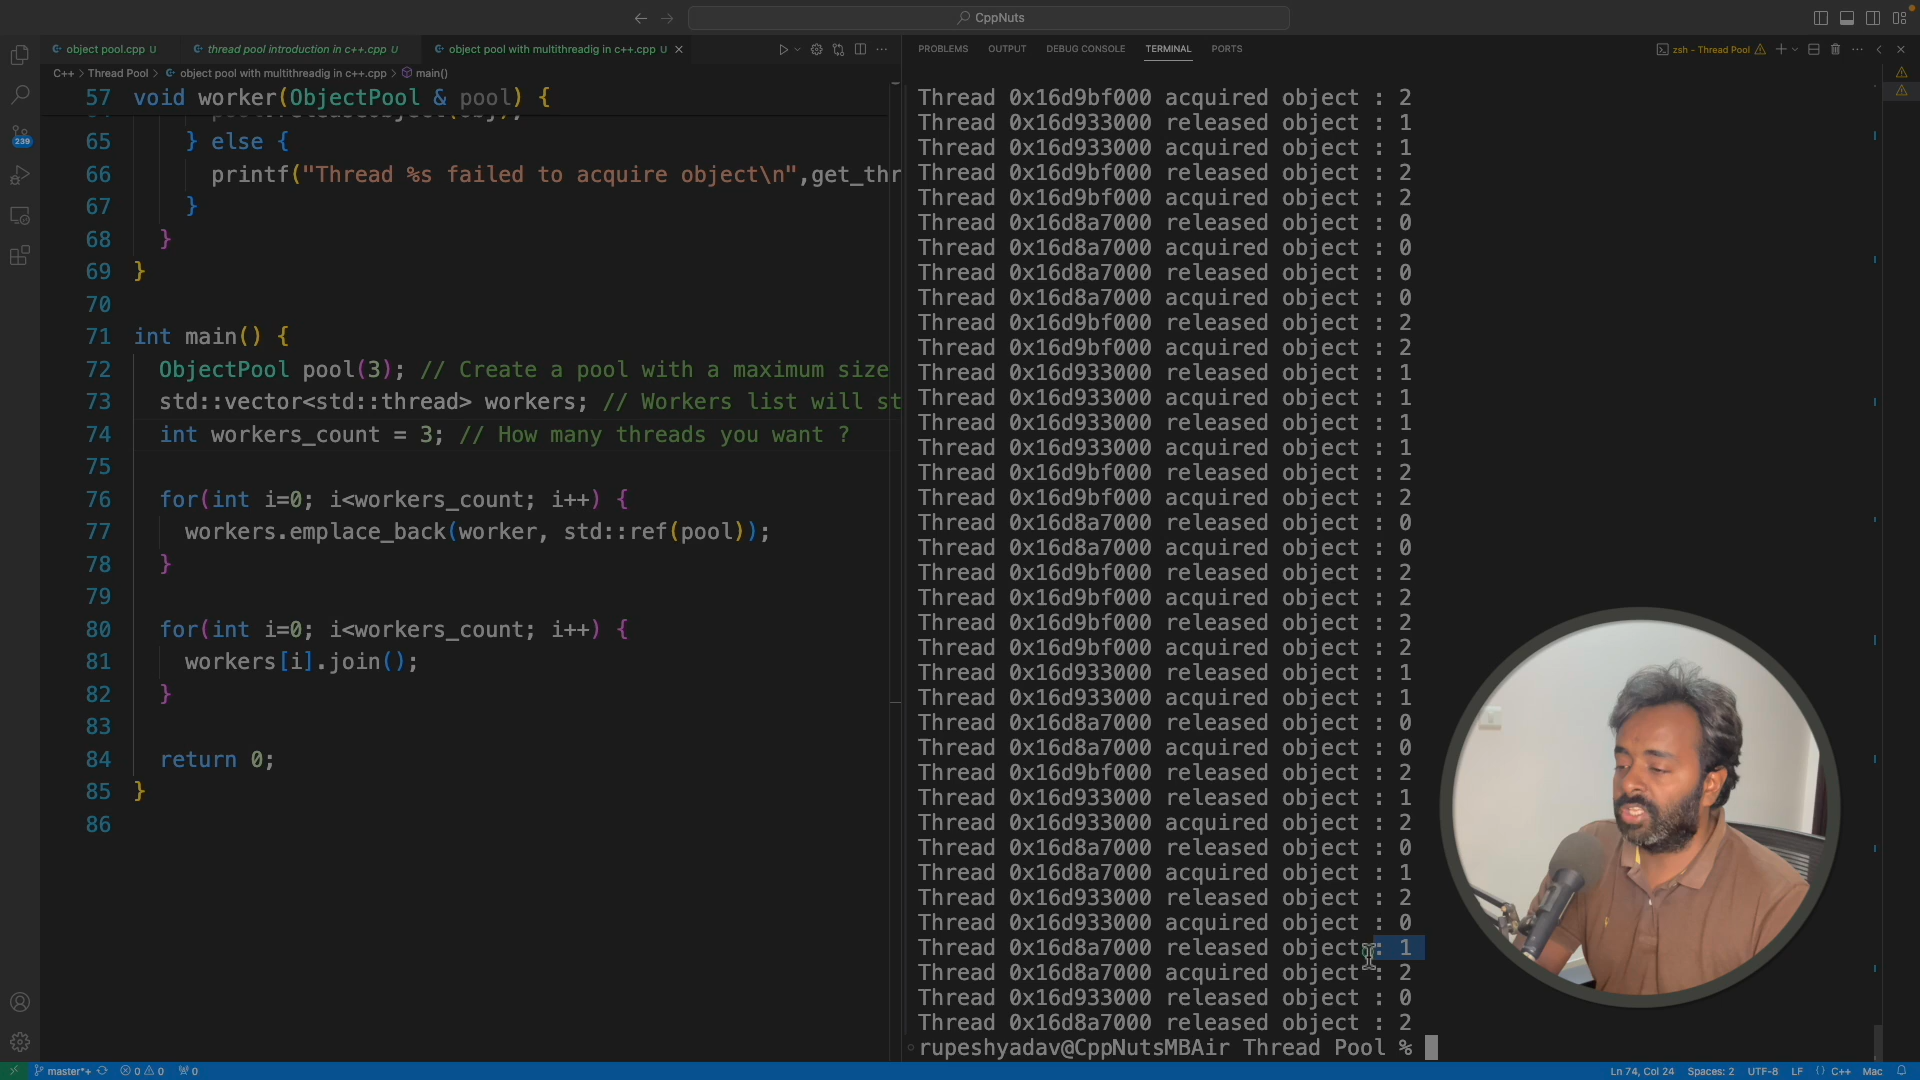 CppNuts
object pool.cpp U
thread pool introduction in c++.cpp U
object pool with multithreadig in c++.cpp U
PROBLEMS OUTPUT DEBUG CONSOLE TERMINAL PORTS
zsh - Thread Pool
C++ > Thread Pool > object pool with multithreadig in c++.cpp > main()
57 void worker(ObjectPool & pool) {
65 } else {
66 printf("Thread %s failed to acquire object\n",get_thr
67 }
68 }
69 }
70
71 int main() {
72 ObjectPool pool(3); // Create a pool with a maximum size
73 std::vector<std::thread> workers; // Workers list will st
74 int workers_count = 3; // How many threads you want ?
75
76 for(int i=0; i<workers_count; i++) {
77 workers.emplace_back(worker, std::ref(pool));
78 }
79
80 for(int i=0; i<workers_count; i++) {
81 workers[i].join();
82 }
83
84 return 0;
85 }
86
Thread 0x16d9bf000 acquired object : 2
Thread 0x16d933000 released object : 1
Thread 0x16d933000 acquired object : 1
Thread 0x16d9bf000 released object : 2
Thread 0x16d9bf000 acquired object : 2
Thread 0x16d8a7000 released object : 0
Thread 0x16d8a7000 acquired object : 0
Thread 0x16d8a7000 released object : 0
Thread 0x16d8a7000 acquired object : 0
Thread 0x16d9bf000 released object : 2
Thread 0x16d9bf000 acquired object : 2
Thread 0x16d933000 released object : 1
Thread 0x16d933000 acquired object : 1
Thread 0x16d933000 released object : 1
Thread 0x16d933000 acquired object : 1
Thread 0x16d9bf000 released object : 2
Thread 0x16d9bf000 acquired object : 2
Thread 0x16d8a7000 released object : 0
Thread 0x16d8a7000 acquired object : 0
Thread 0x16d9bf000 released object : 2
Thread 0x16d9bf000 acquired object : 2
Thread 0x16d9bf000 released object : 2
Thread 0x16d9bf000 acquired object : 2
Thread 0x16d933000 released object : 1
Thread 0x16d933000 acquired object : 1
Thread 0x16d8a7000 released object : 0
Thread 0x16d8a7000 acquired object : 0
Thread 0x16d9bf000 released object : 2
Thread 0x16d933000 released object : 1
Thread 0x16d933000 acquired object : 2
Thread 0x16d8a7000 released object : 0
Thread 0x16d8a7000 acquired object : 1
Thread 0x16d933000 released object : 2
Thread 0x16d933000 acquired object : 0
Thread 0x16d8a7000 released object : 1
Thread 0x16d8a7000 acquired object : 2
Thread 0x16d933000 released object : 0
Thread 0x16d8a7000 released object : 2
rupeshyadav@CppNutsMBAir Thread Pool %
239
master*+ 0 0 0 Ln 74, Col 24 Spaces: 2 UTF-8 LF {} C++ Mac